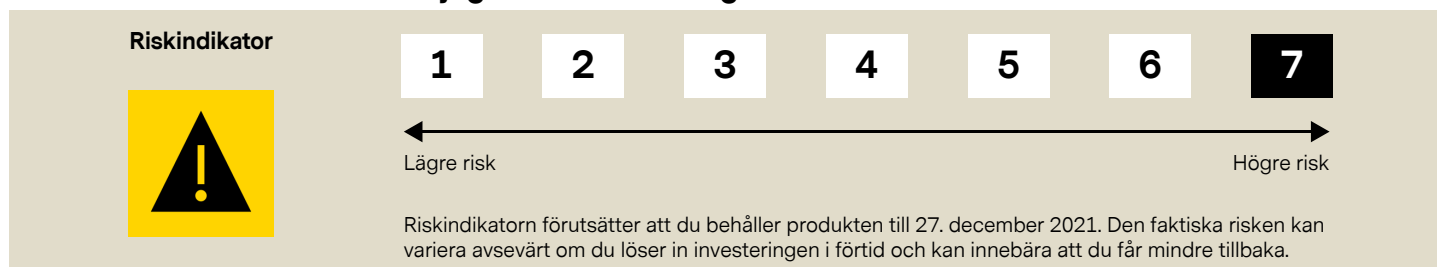 Riskindikator
1 2 3 4 5 6 7
Lägre risk Högre risk
Riskindikatorn förutsätter att du behåller produkten till 27. december 2021. Den faktiska risken kan
variera avsevärt om du löser in investeringen i förtid och kan innebära att du får mindre tillbaka.